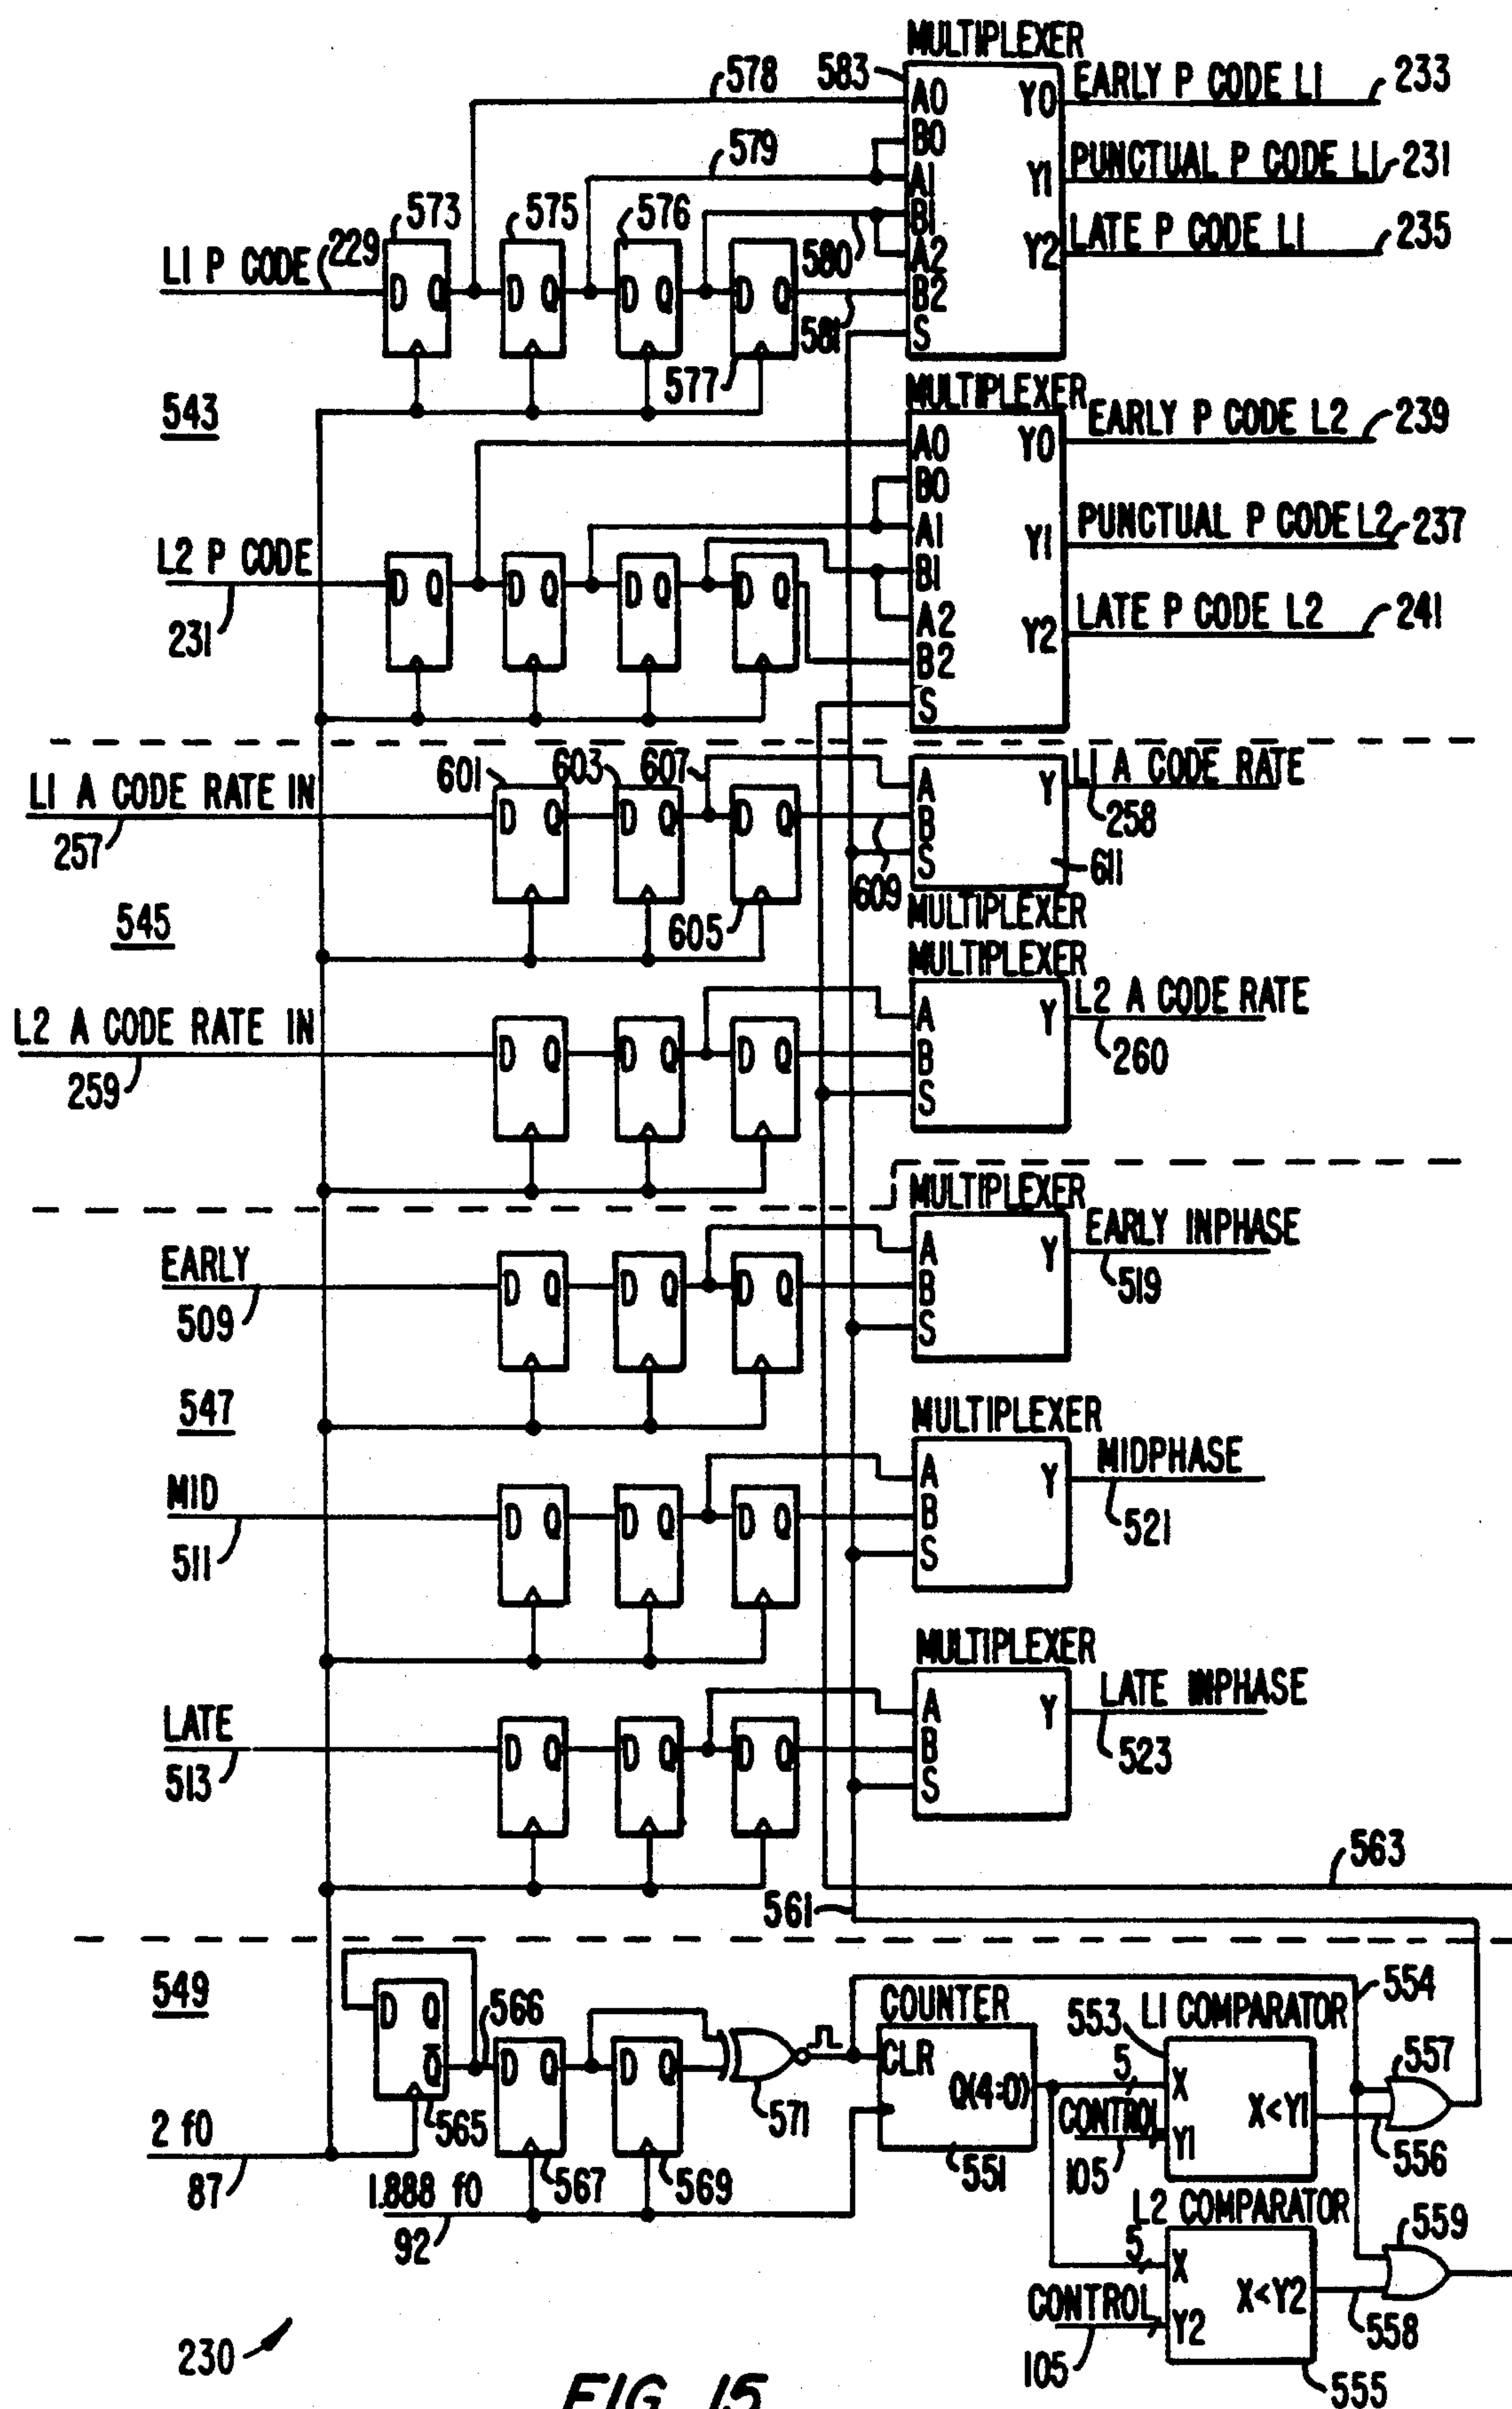 MULTIPLEXER
583
578
A0 Y0 EARLY P CODE L1 233
B0
579
A1 Y1 PUNCTUAL P CODE L1 231
573 575 576
B1
L1 P CODE 229
580 A2 Y2 LATE P CODE L1 235
D Q D Q D Q D Q
581 B2
S
577
543
MULTIPLEXER
A0 Y0 EARLY P CODE L2 239
B0
A1 Y1 PUNCTUAL P CODE L2 237
L2 P CODE
231
D Q D Q D Q D Q
B1
A2 Y2 LATE P CODE L2 241
B2
S
601 603 607
L1 A CODE RATE IN
257
D Q D Q D Q
A Y L1 A CODE RATE
258
B
S
609 611
605
MULTIPLEXER
545
MULTIPLEXER
L2 A CODE RATE IN
259
D Q D Q D Q
A Y L2 A CODE RATE
260
B
S
MULTIPLEXER
EARLY
509
D Q D Q D Q
A Y EARLY INPHASE
519
B
S
547
MULTIPLEXER
MID
511
D Q D Q D Q
A Y MIDPHASE
521
B
S
MULTIPLEXER
LATE
513
D Q D Q D Q
A Y LATE INPHASE
523
B
S
563
561
549
D Q
Q̅
565
566
D Q D Q
567 569
571
COUNTER
CLR
Q(4:0)
551
554
L1 COMPARATOR
553
5
X
X<Y1
CONTROL
Y1
105
557
556
2 f0
87
1.888 f0
92
L2 COMPARATOR
5
X
X<Y2
CONTROL
Y2
105
559
558
555
230
FIG. 15